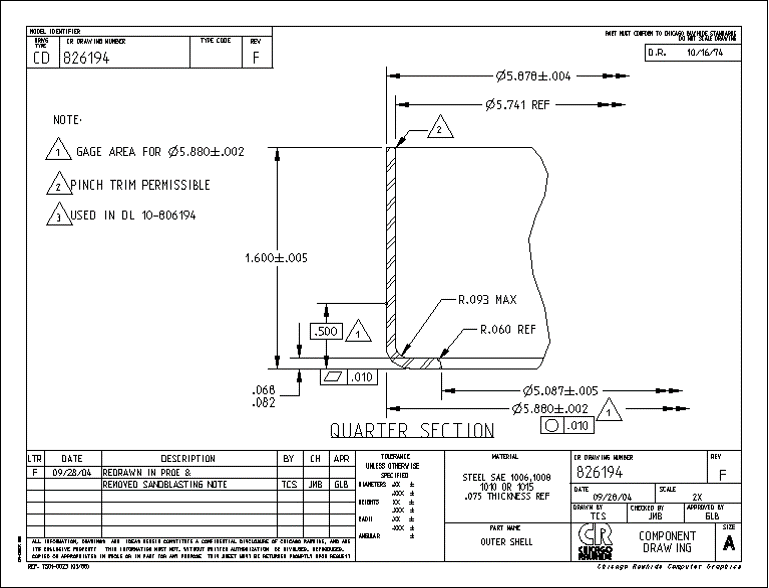 MODEL IDENTIFIER
DRWG TYPE
CD
CR DRAWING NUMBER
826194
TYPE CODE
REV
F
PART MUST CONFORM TO CHICAGO RAWHIDE STANDARDS
DO NOT SCALE DRAWING
D.R. 10/16/74
Ø5.878±.004
Ø5.741 REF
NOTE:
1 GAGE AREA FOR Ø5.880±.002
2 PINCH TRIM PERMISSIBLE
3 USED IN DL 10-806194
2
1.600±.005
R.093 MAX
R.060 REF
.500
1
.010
.068
.082
Ø5.087±.005
Ø5.880±.002
1
.010
QUARTER SECTION
LTR DATE DESCRIPTION BY CH APR
F 09/28/04 REDRAWN IN PROE &
REMOVED SANDBLASTING NOTE TCS JMB GLB
TOLERANCE
UNLESS OTHERWISE
SPECIFIED
DIAMETERS .XX ±
.XXX ±
HEIGHTS .XX ±
.XXX ±
RADII .XX ±
.XXX ±
ANGULAR ±
MATERIAL
STEEL SAE 1006,1008
1010 OR 1015
.075 THICKNESS REF
PART NAME
OUTER SHELL
CR DRAWING NUMBER
826194
REV
F
DATE
09/28/04
SCALE
2X
DRAWN BY
TCS
CHECKED BY
JMB
APPROVED BY
GLB
CR
CHICAGO
RAWHIDE
COMPONENT
DRAWING
SIZE
A
ALL INFORMATION, DRAWINGS AND IDEAS HEREIN CONSTITUTES A CONFIDENTIAL DISCLOSURE OF CHICAGO RAWHIDE, AND ARE
ITS EXCLUSIVE PROPERTY THIS INFORMATION MUST NOT, WITHOUT WRITTEN AUTHORIZATION BE DIVULGED, REPRODUCED,
COPIED OR APPROPRIATED IN WHOLE OR IN PART FOR ANY PURPOSE THIS SHEET MUST BE RETURNED PROMPTLY UPON REQUEST
Chicago Rawhide Computer Graphics